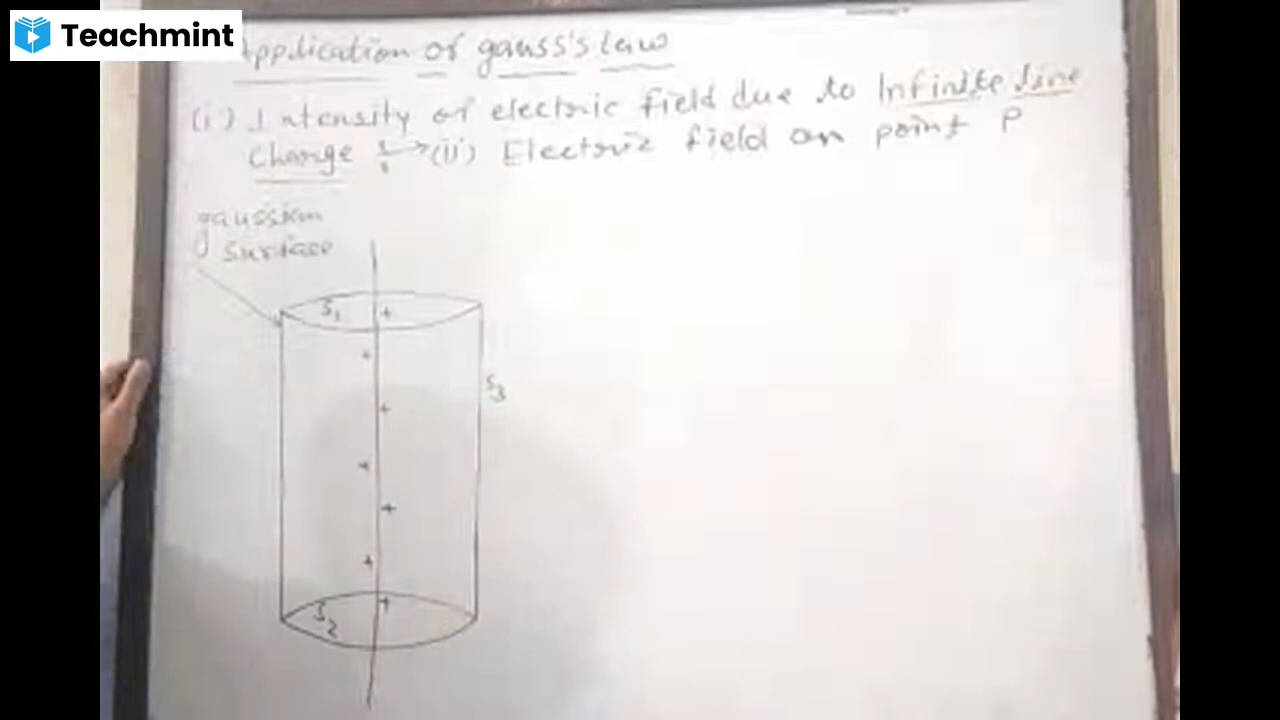 Teachmint
Application of gauss's law
(i) Intensity of electric field due to Infinite line
Charge :→(ii) Electric field on point P
gaussian
surface
S1 +
+
+
S3
+
+
+
S2 +